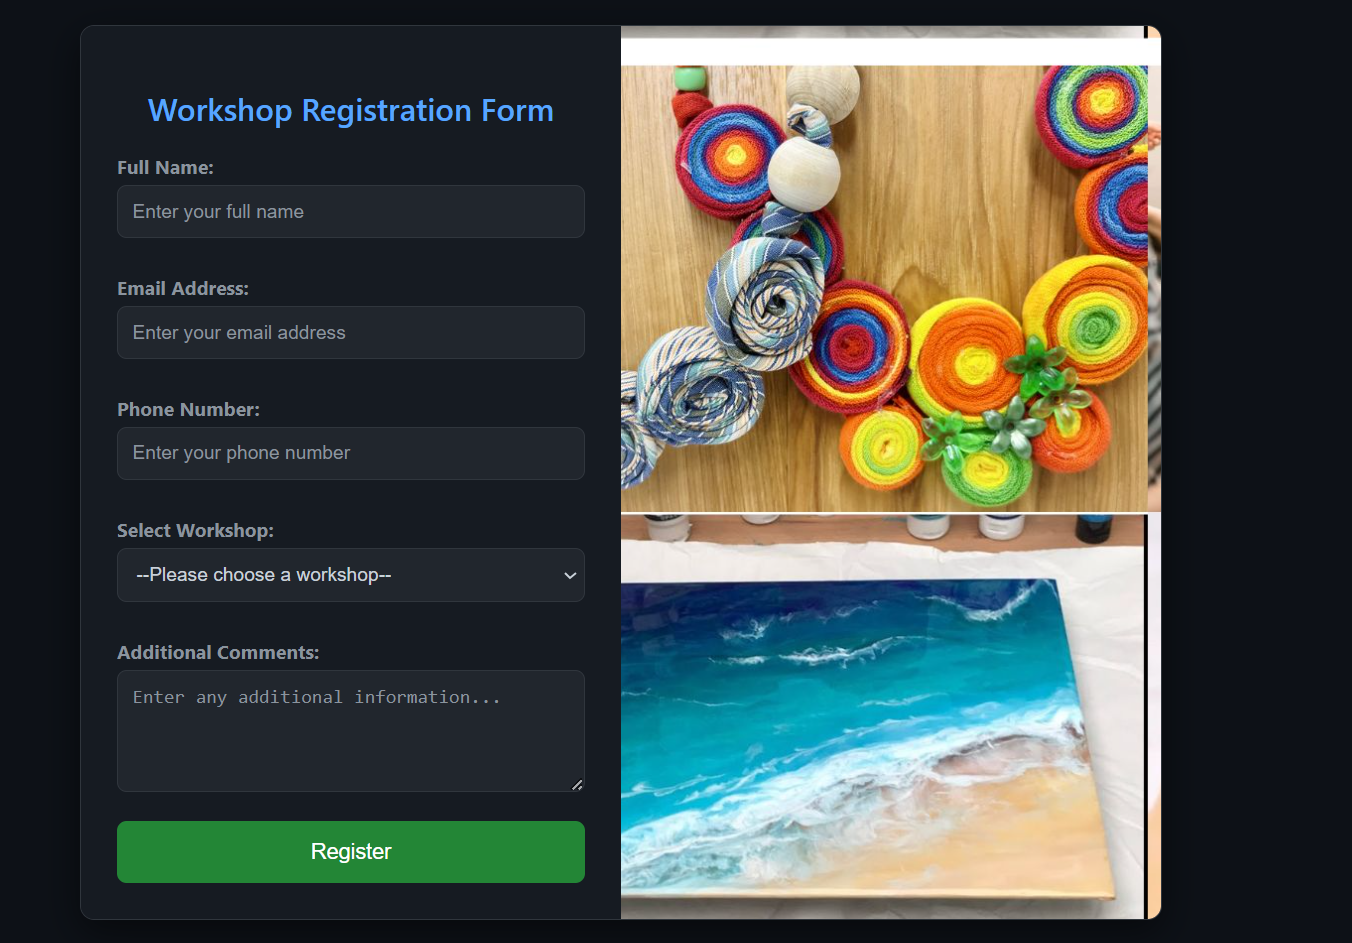 Workshop Registration Form
Full Name:
Enter your full name
Email Address:
Enter your email address
Phone Number:
Enter your phone number
Select Workshop:
--Please choose a workshop--
Additional Comments:
Enter any additional information...
Register